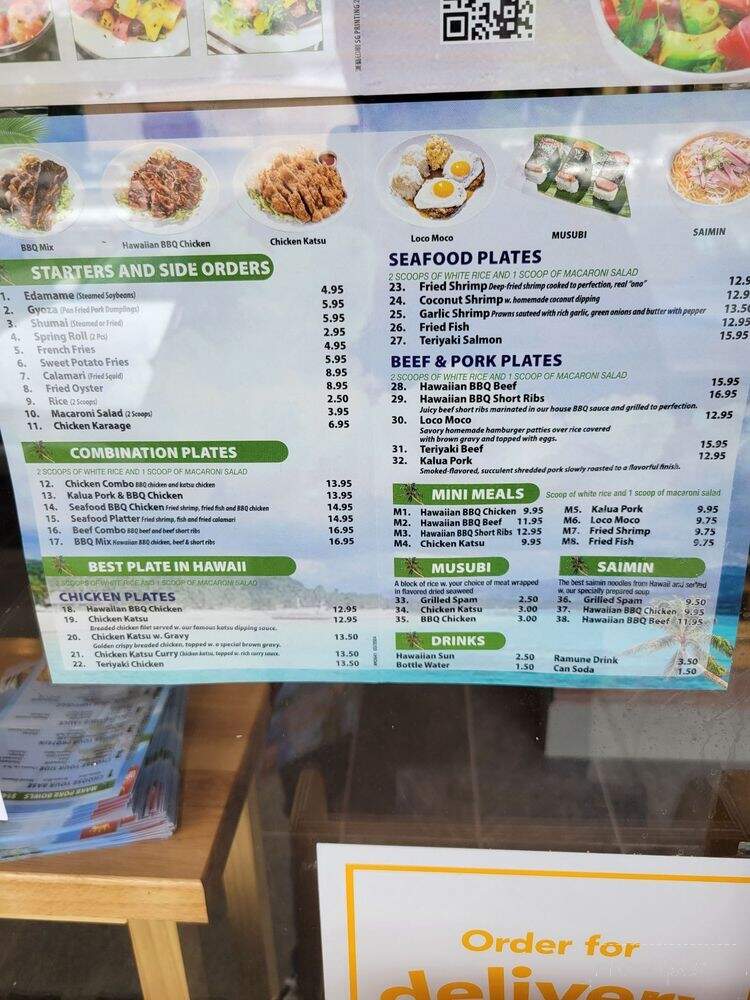 BBQ Mix
Hawaiian BBQ Chicken
Chicken Katsu
Loco Moco
MUSUBI
SAIMIN
STARTERS AND SIDE ORDERS
1. Edamame (Steamed Soybeans) 4.95
2. Gyoza (Pan Fried Pork Dumplings) 5.95
3. Shumai (Steamed or Fried) 5.95
4. Spring Roll (2 Pcs) 2.95
5. French Fries 4.95
6. Sweet Potato Fries 5.95
7. Calamari (Fried Squid) 8.95
8. Fried Oyster 8.95
9. Rice (2 Scoops) 2.50
10. Macaroni Salad (2 Scoops) 3.95
11. Chicken Karaage 6.95
COMBINATION PLATES
2 SCOOPS OF WHITE RICE AND 1 SCOOP OF MACARONI SALAD
12. Chicken Combo BBQ chicken and katsu chicken 13.95
13. Kalua Pork & BBQ Chicken 13.95
14. Seafood BBQ Chicken Fried shrimp, fried fish and BBQ chicken 14.95
15. Seafood Platter Fried shrimp, fish and fried calamari 14.95
16. Beef Combo BBQ beef and beef short ribs 16.95
17. BBQ Mix Hawaiian BBQ chicken, beef & short ribs 16.95
BEST PLATE IN HAWAII
2 SCOOPS OF WHITE RICE AND 1 SCOOP OF MACARONI SALAD
CHICKEN PLATES
18. Hawaiian BBQ Chicken 12.95
19. Chicken Katsu 12.95
Breaded chicken filet served w. our famous katsu dipping sauce.
20. Chicken Katsu w. Gravy 13.50
Golden crispy breaded chicken, topped w. a special brown gravy.
21. Chicken Katsu Curry Chicken katsu, topped w. rich curry sauce. 13.50
22. Teriyaki Chicken 13.50
SEAFOOD PLATES
2 SCOOPS OF WHITE RICE AND 1 SCOOP OF MACARONI SALAD
23. Fried Shrimp Deep-fried shrimp cooked to perfection, real "ono" 12.9
24. Coconut Shrimp w. homemade coconut dipping 12.9
25. Garlic Shrimp Prawns sauteed with rich garlic, green onions and butter with pepper 13.50
26. Fried Fish 12.95
27. Teriyaki Salmon 15.95
BEEF & PORK PLATES
2 SCOOPS OF WHITE RICE AND 1 SCOOP OF MACARONI SALAD
28. Hawaiian BBQ Beef 15.95
29. Hawaiian BBQ Short Ribs 16.95
Juicy beef short ribs marinated in our house BBQ sauce and grilled to perfection.
30. Loco Moco 12.95
Savory homemade hamburger patties over rice covered
with brown gravy and topped with eggs.
31. Teriyaki Beef 15.95
32. Kalua Pork 12.95
Smoked-flavored, succulent shredded pork slowly roasted to a flavorful finish.
MINI MEALS Scoop of white rice and 1 scoop of macaroni salad
M1. Hawaiian BBQ Chicken 9.95
M2. Hawaiian BBQ Beef 11.95
M3. Hawaiian BBQ Short Ribs 12.95
M4. Chicken Katsu 9.95
M5. Kalua Pork 9.95
M6. Loco Moco 9.75
M7. Fried Shrimp 9.75
M8. Fried Fish 9.75
MUSUBI
A block of rice w. your choice of meat wrapped
in flavored dried seaweed
33. Grilled Spam 2.50
34. Chicken Katsu 3.00
35. BBQ Chicken 3.00
SAIMIN
The best saimin noodles from Hawaii and served
w. our specially prepared soup
36. Grilled Spam 9.50
37. Hawaiian BBQ Chicken 9.95
38. Hawaiian BBQ Beef 11.95
DRINKS
Hawaiian Sun 2.50
Bottle Water 1.50
Ramune Drink 3.50
Can Soda 1.50
MAKE POKE BOWLS
CHOOSE YOUR BASE
CHOOSE YOUR SIDE
Order for
delivery